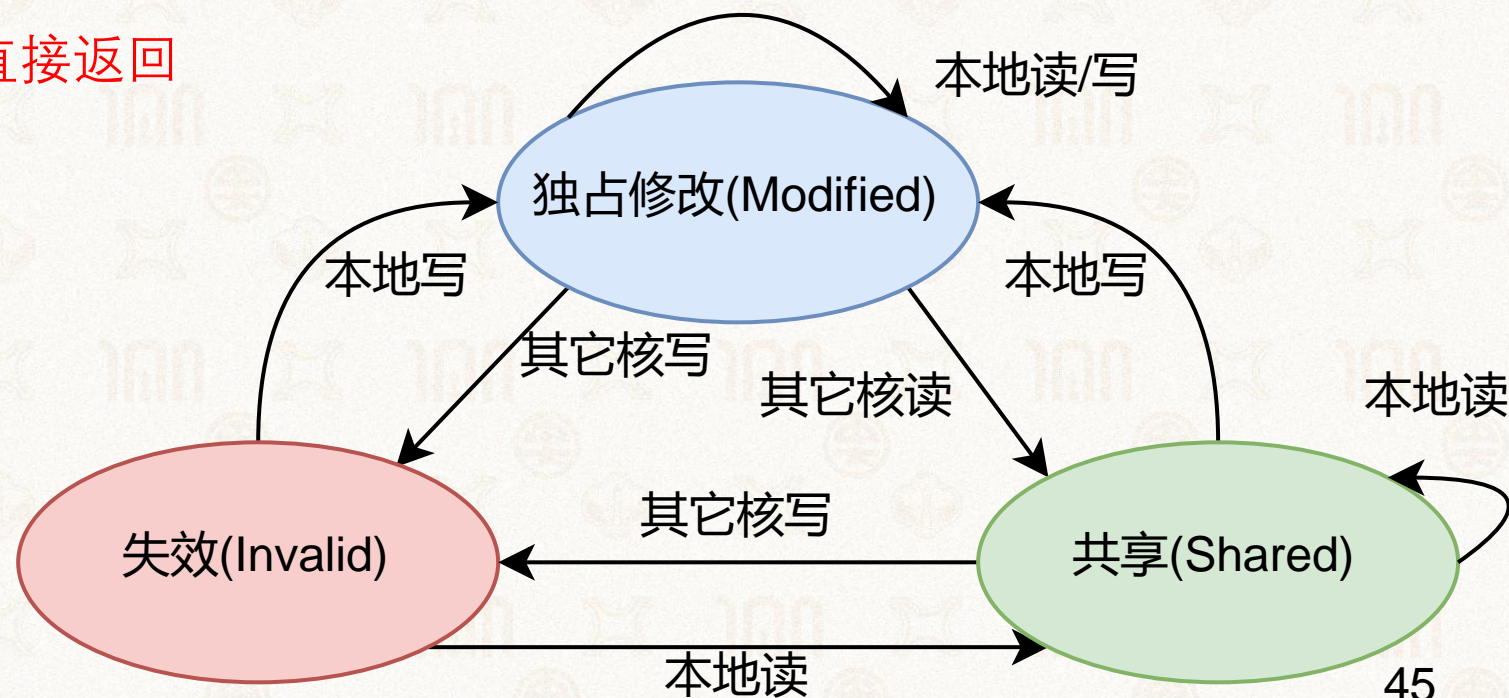 直接返回
本地读/写
独占修改(Modified)
本地写
本地写
其它核写
其它核读
本地读
其它核写
失效(Invalid)
共享(Shared)
本地读
45